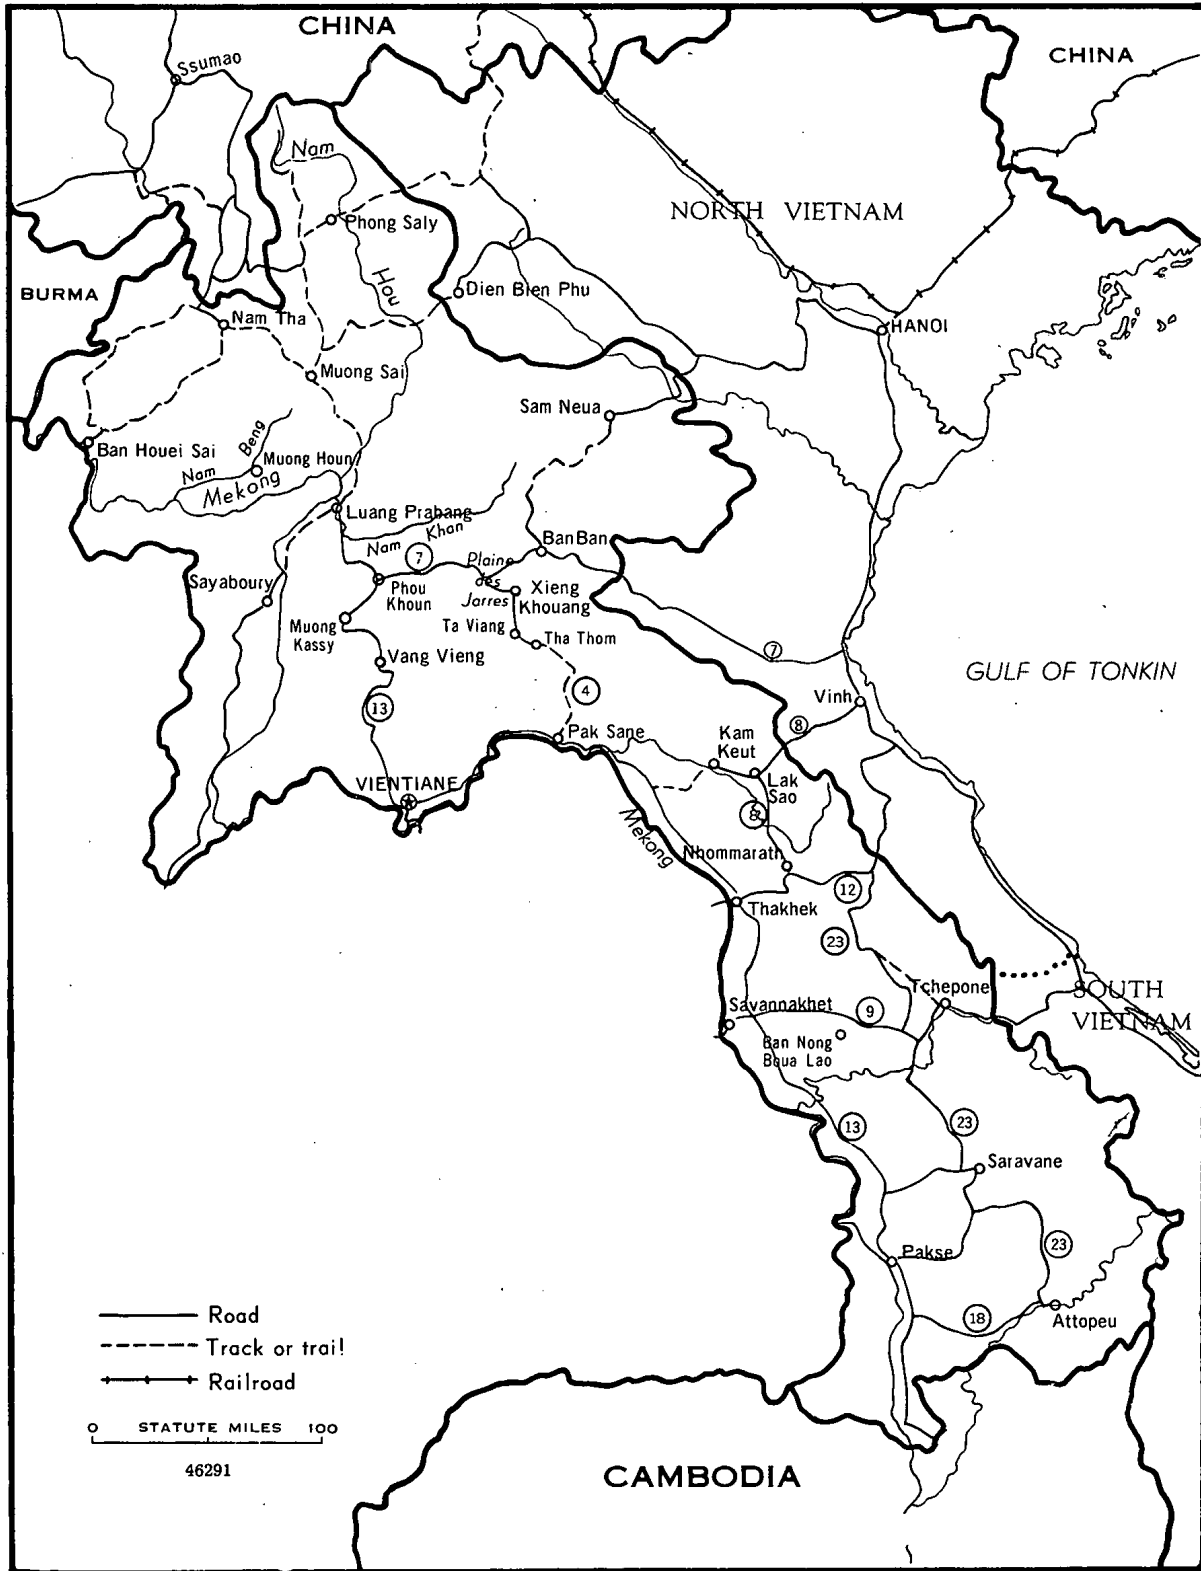 CHINA
CHINA
Ssumao
Nam
NORTH VIETNAM
Phong Saly
Hou
BURMA
Dien Bien Phu
Nam Tha
HANOI
Muong Sai
Sam Neua
Ban Houei Sai
Beng
Muong Houn
Nam
Mekong
Luang Prabang
Nam Khan
BanBan
7
Plaine
des
Jarres
Sayaboury
Phou
Khoun
Xieng
Khouang
Muong
Kassy
Ta Viang
Tha Thom
Vang Vieng
7
GULF OF TONKIN
4
13
Vinh
8
Pak Sane
Kam
Keut
VIENTIANE
Lak
Sao
8
Mekong
Nhommarath
12
Thakhek
23
Tchepone
SOUTH
VIETNAM
Savannakhet
9
Ban Nong
Boua Lao
13
23
Saravane
23
Pakse
18
Attopeu
Road
Track or trail
Railroad
0 STATUTE MILES 100
46291
CAMBODIA